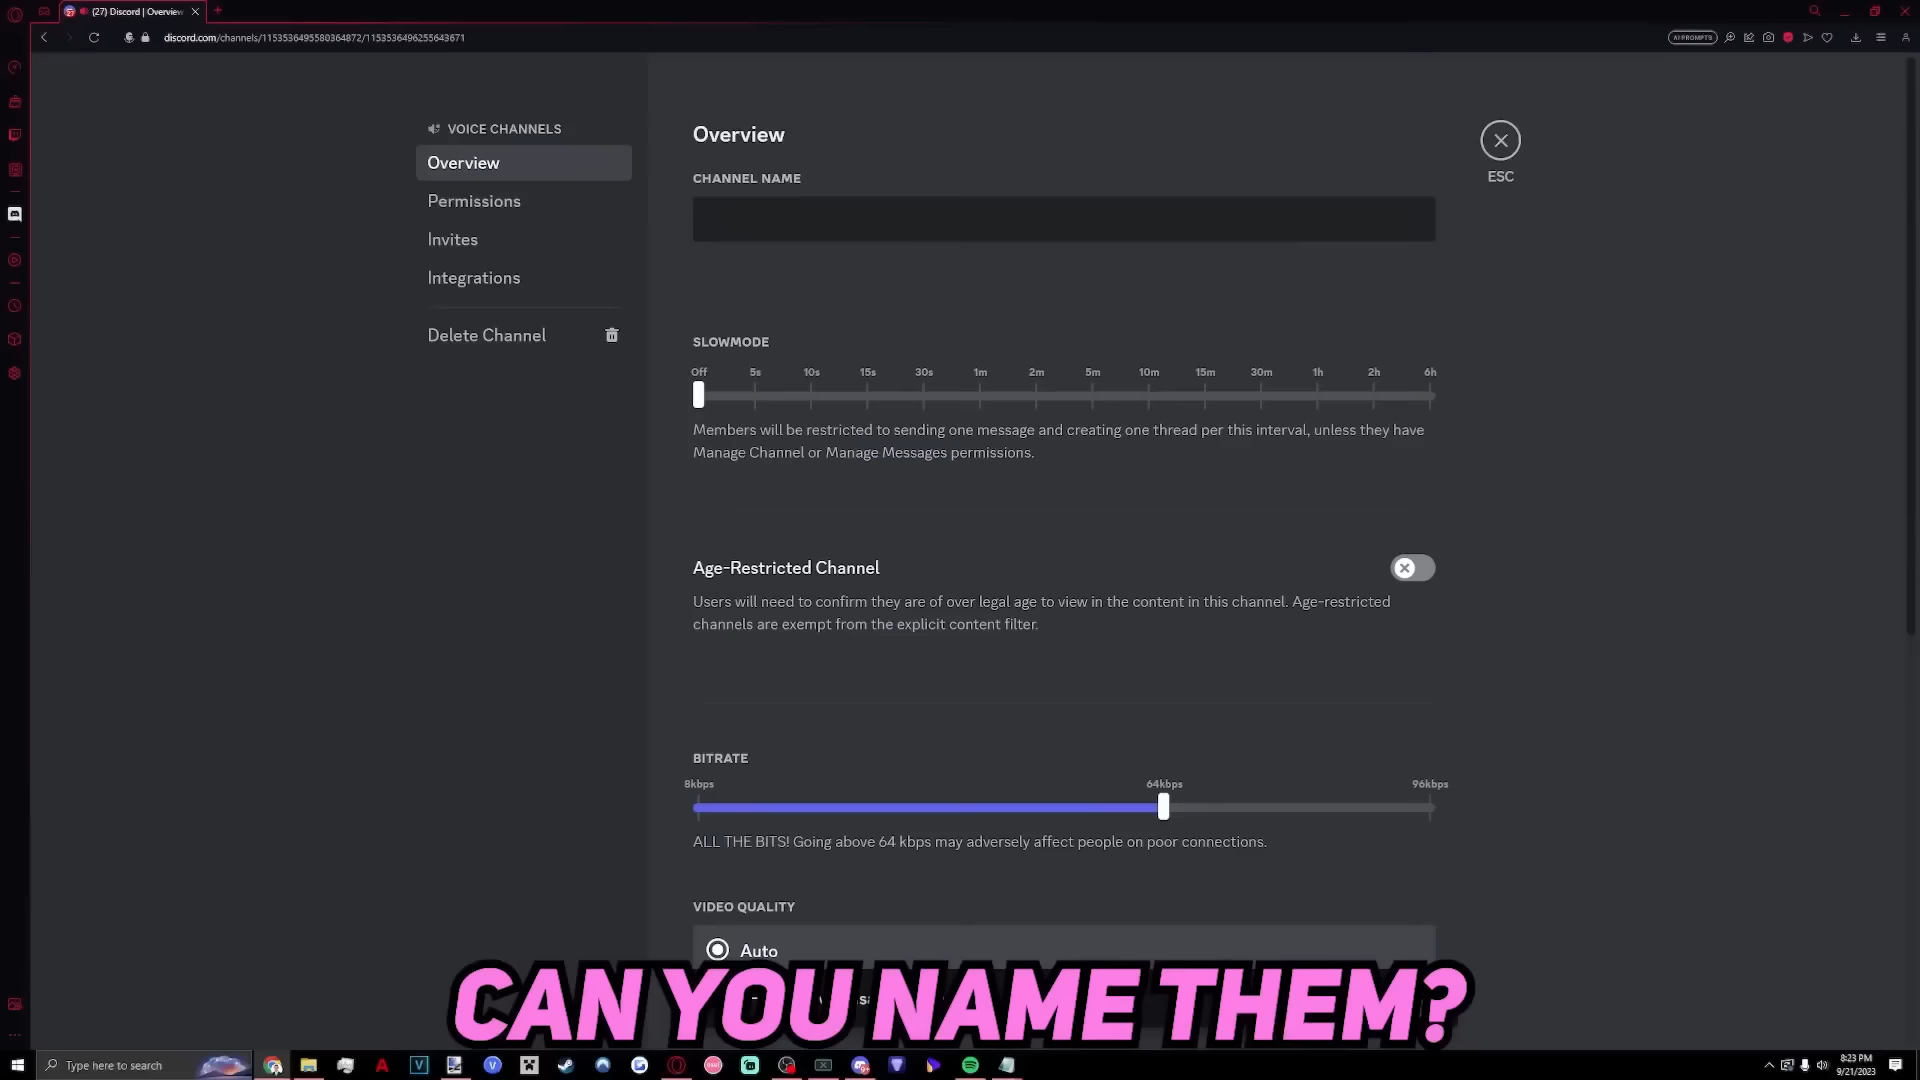 (27) Discord | Overview
discord.com/channels/1153536495580364872/1153536496255643671
AI PROMPTS
VOICE CHANNELS
Overview
Permissions
Invites
Integrations
Delete Channel
Overview
CHANNEL NAME
ESC
SLOWMODE
Off 5s 10s 15s 30s 1m 2m 5m 10m 15m 30m 1h 2h 6h
Members will be restricted to sending one message and creating one thread per this interval, unless they have
Manage Channel or Manage Messages permissions.
Age-Restricted Channel
Users will need to confirm they are of over legal age to view in the content in this channel. Age-restricted
channels are exempt from the explicit content filter.
BITRATE
8kbps 64kbps 96kbps
ALL THE BITS! Going above 64 kbps may adversely affect people on poor connections.
VIDEO QUALITY
Auto
CAN YOU NAME THEM?
Type here to search
8:23 PM
9/21/2023